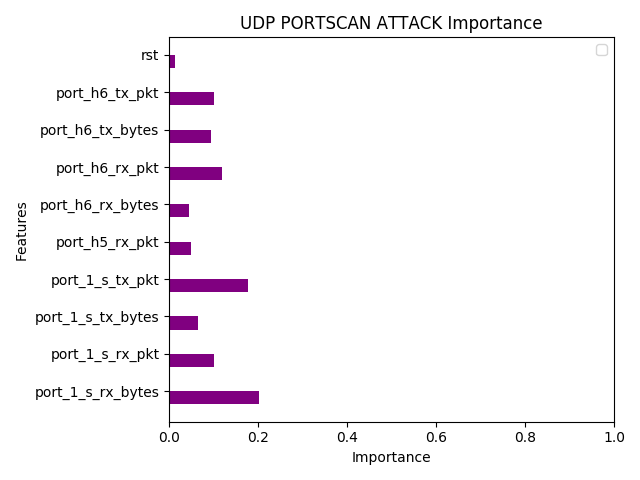 UDP PORTSCAN ATTACK Importance
rst
port_h6_tx_pkt
port_h6_tx_bytes
port_h6_rx_pkt
port_h6_rx_bytes
port_h5_rx_pkt
port_1_s_tx_pkt
port_1_s_tx_bytes
port_1_s_rx_pkt
port_1_s_rx_bytes
Features
0.0 0.2 0.4 0.6 0.8 1.0
Importance